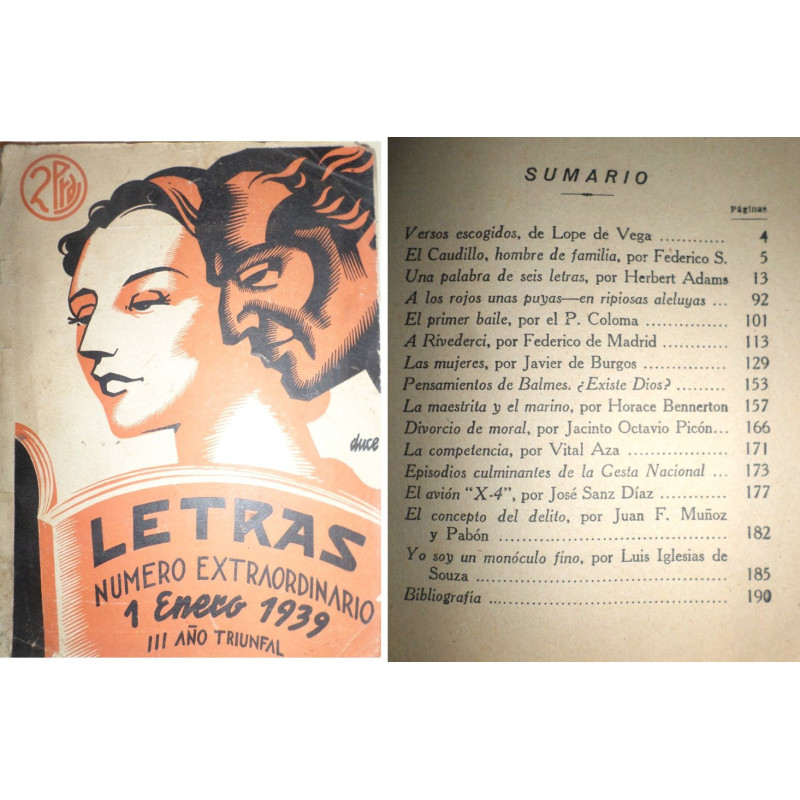 2 Ptas
duce
LETRAS
NUMERO EXTRAORDINARIO
1 Enero 1939
III AÑO TRIUNFAL
SUMARIO
Páginas
Versos escogidos, de Lope de Vega ............ 4
El Caudillo, hombre de familia, por Federico S. 5
Una palabra de seis letras, por Herbert Adams 13
A los rojos unas puyas—en ripiosas aleluyas ... 92
El primer baile, por el P. Coloma ............... 101
A Rivederci, por Federico de Madrid ............ 113
Las mujeres, por Javier de Burgos ............... 129
Pensamientos de Balmes. ¿Existe Dios? ......... 153
La maestrita y el marino, por Horace Bennerton 157
Divorcio de moral, por Jacinto Octavio Picón... 166
La competencia, por Vital Aza .................. 171
Episodios culminantes de la Gesta Nacional ... 173
El avión "X-4", por José Sanz Díaz ............ 177
El concepto del delito, por Juan F. Muñoz
y Pabón .......................................... 182
Yo soy un monóculo fino, por Luis Iglesias de
Souza ............................................. 185
Bibliografía .......................................... 190